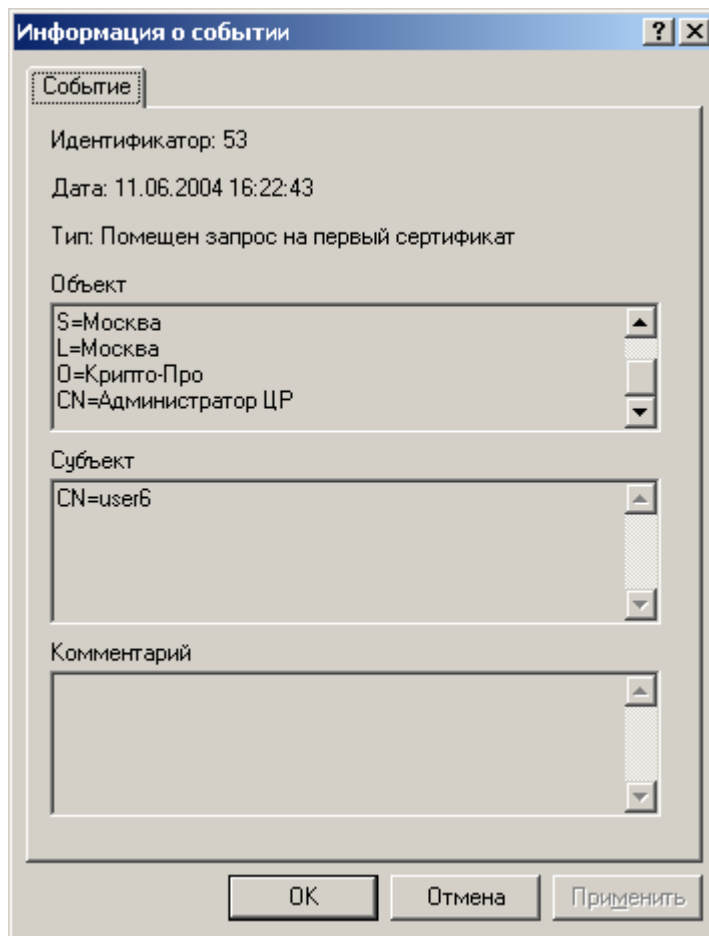 Информация о событии
Событие
Идентификатор: 53
Дата: 11.06.2004 16:22:43
Тип: Помещен запрос на первый сертификат
Объект
S=Москва
L=Москва
O=Крипто-Про
CN=Администратор ЦР
Субъект
CN=user6
Комментарий
OK Отмена Применить